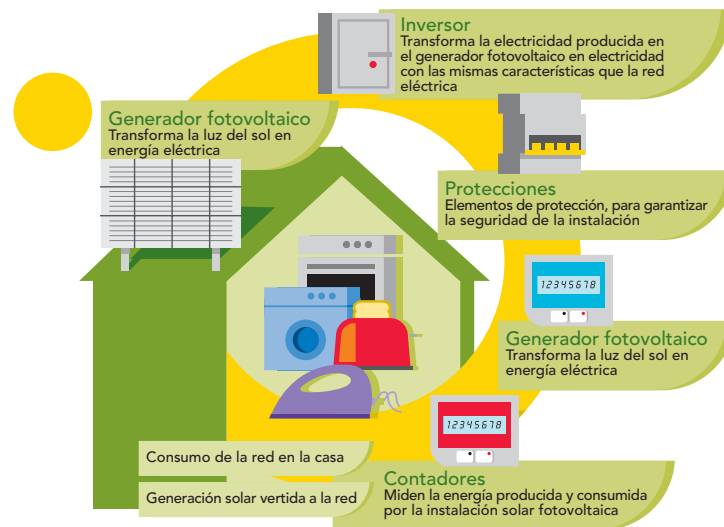 Inversor
Transforma la electricidad producida en
el generador fotovoltaico en electricidad
con las mismas características que la red
eléctrica
Generador fotovoltaico
Transforma la luz del sol en
energía eléctrica
Protecciones
Elementos de protección, para garantizar
la seguridad de la instalación
12345678
Generador fotovoltaico
Transforma la luz del sol en
energía eléctrica
12345678
Contadores
Miden la energía producida y consumida
por la instalación solar fotovoltaica
Consumo de la red en la casa
Generación solar vertida a la red